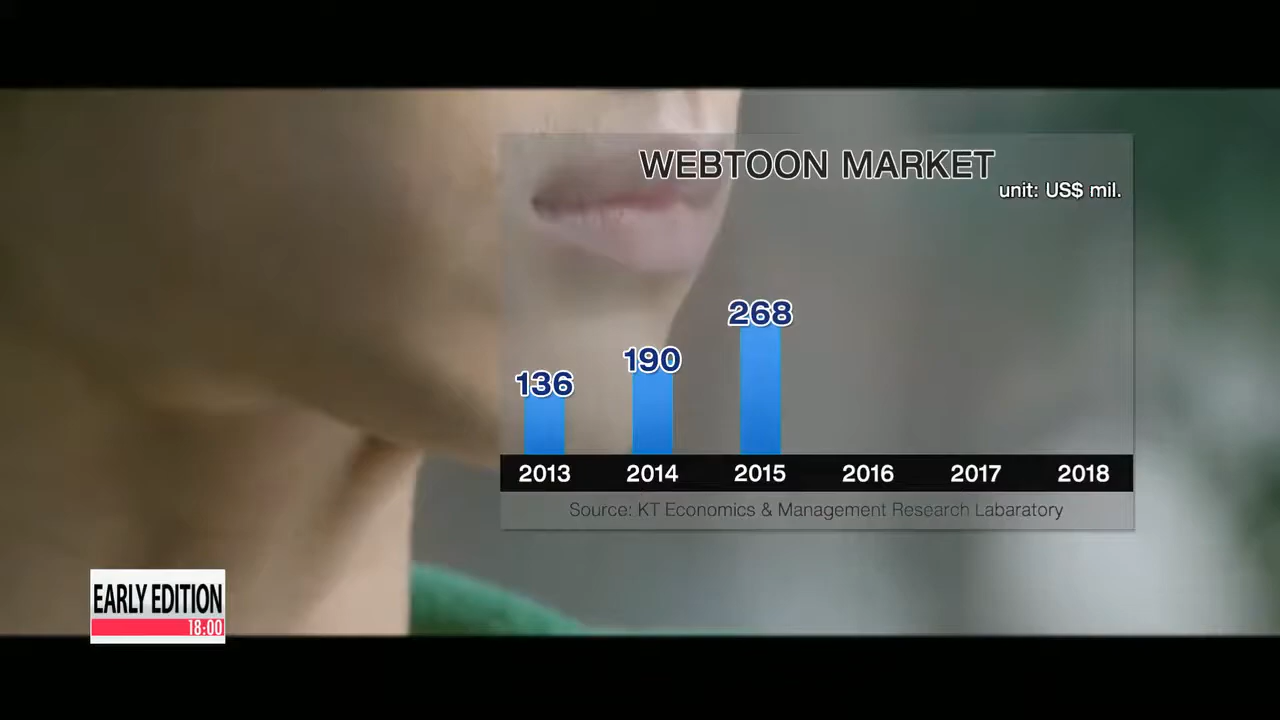 WEBTOON MARKET
unit: US$ mil.
268
190
136
2013 2014 2015 2016 2017 2018
Source: KT Economics & Management Research Labaratory
EARLY EDITION
18:00